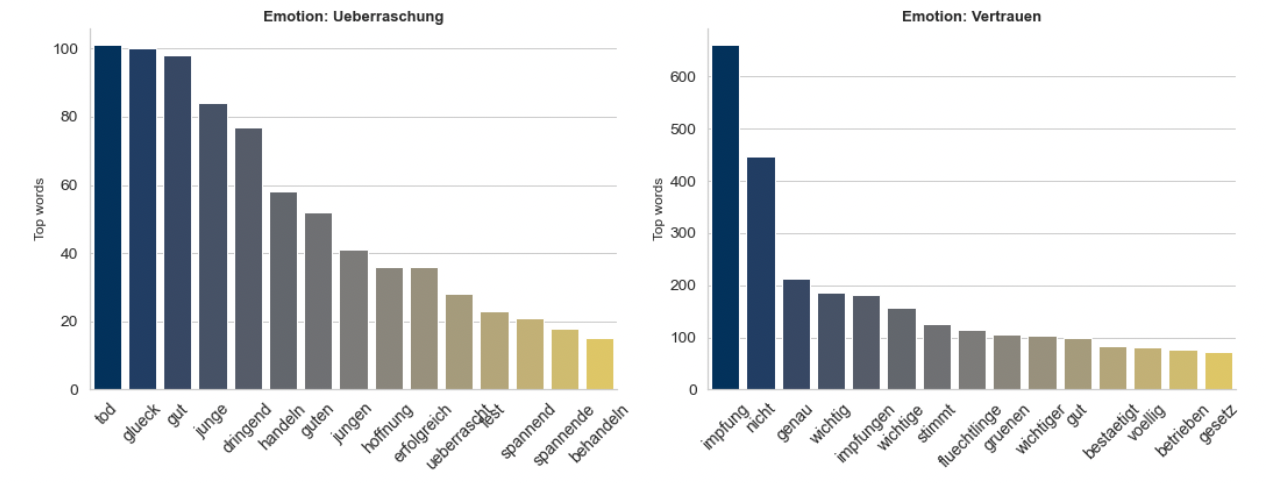 Emotion: Ueberraschung
Top words
100
80
60
40
20
0
tod
glueck
gut
junge
dringend
handeln
guten
jungen
hoffnung
erfolgreich
ueberrascht
fest
spannend
spannende
behandeln
Emotion: Vertrauen
Top words
600
500
400
300
200
100
0
impfung
nicht
genau
wichtig
impfungen
wichtige
stimmt
fluechtlinge
gruenen
wichtiger
gut
bestaetigt
voellig
betrieben
gesetz